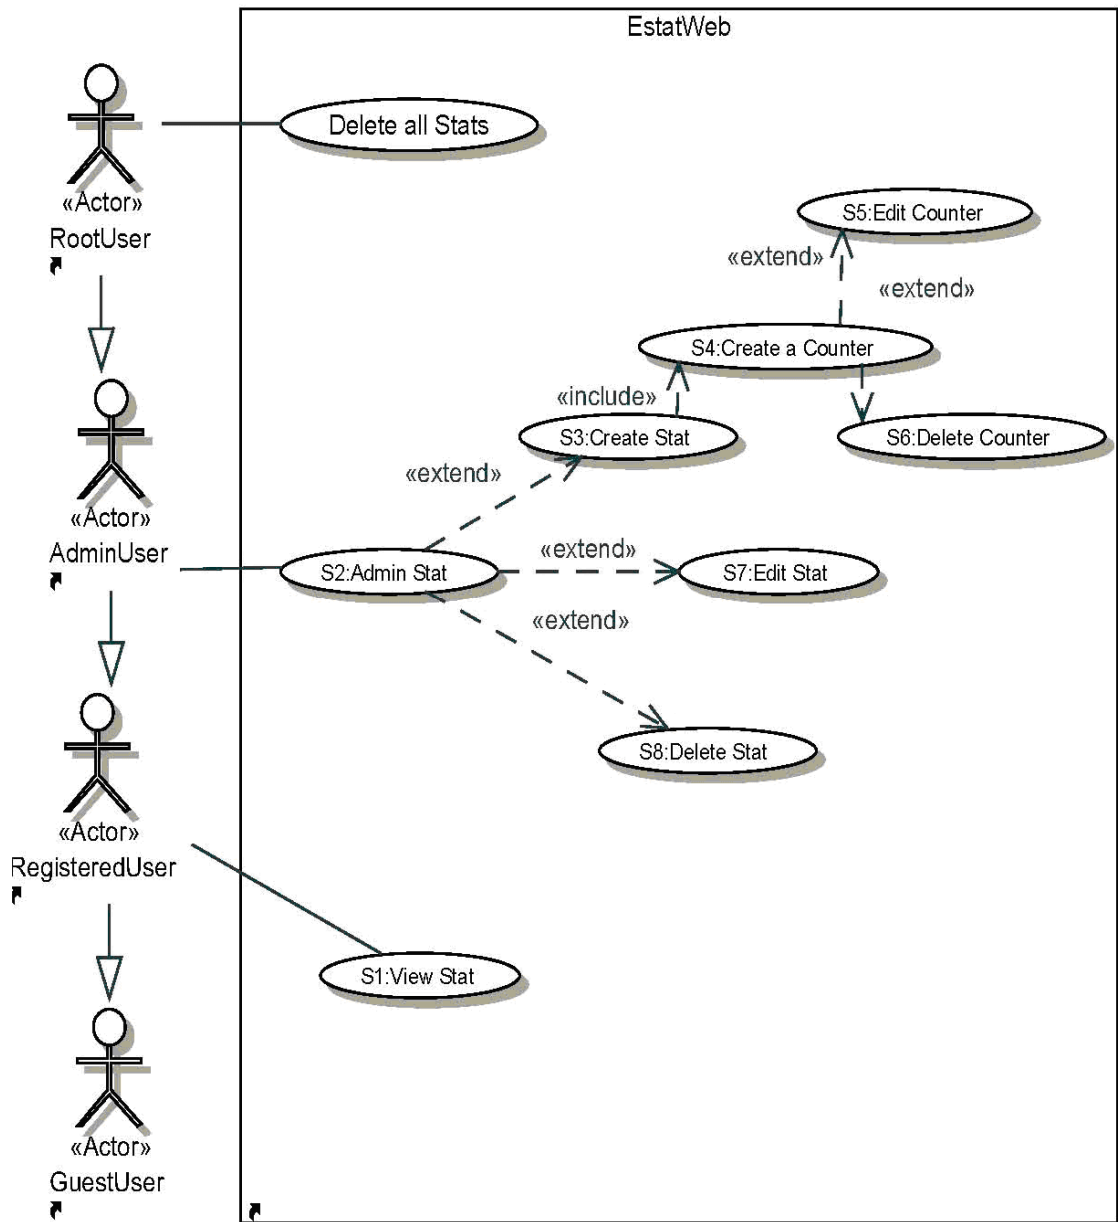 EstatWeb
Delete all Stats
«Actor»
RootUser
S5:Edit Counter
«extend»
«extend»
S4:Create a Counter
«include»
S3:Create Stat
S6:Delete Counter
«extend»
«Actor»
AdminUser
«extend»
S2:Admin Stat
S7:Edit Stat
«extend»
S8:Delete Stat
«Actor»
RegisteredUser
S1:View Stat
«Actor»
GuestUser